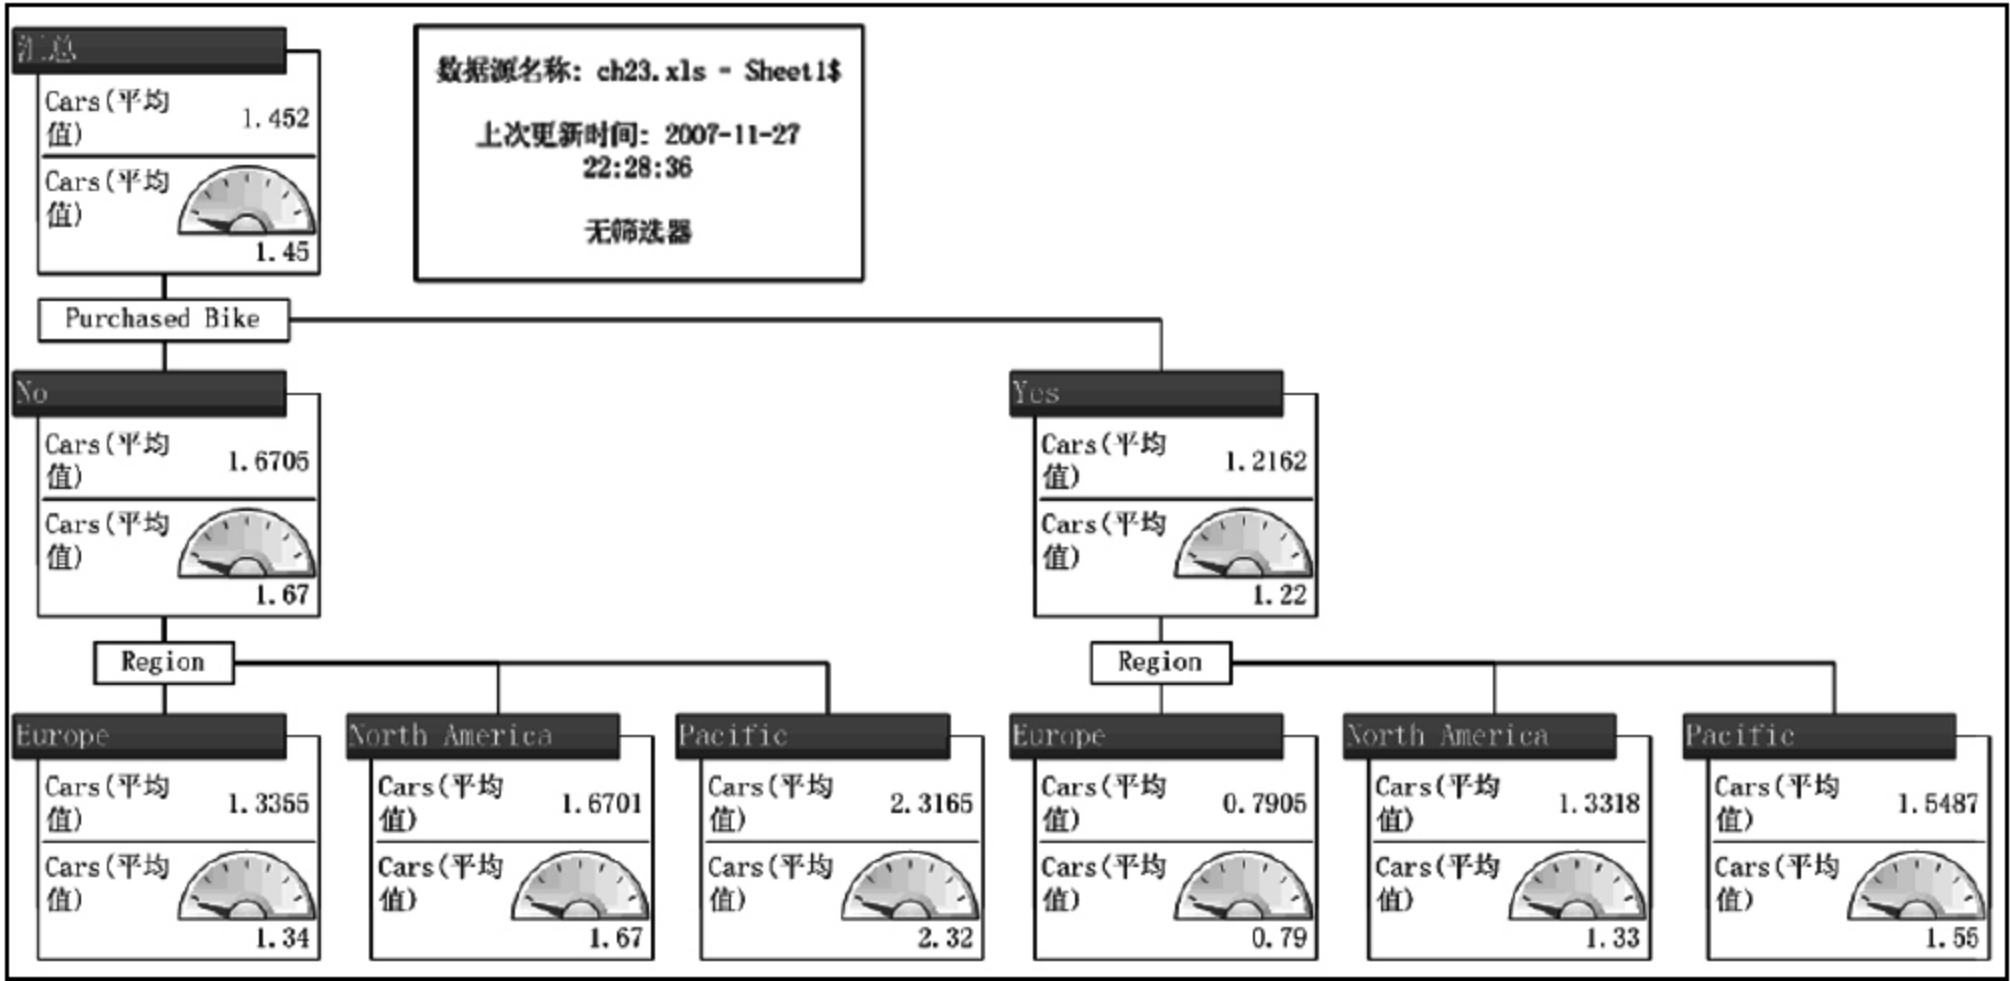 汇总
Cars(平均
值)
1.452
Cars(平均
值)
1.45
数据源名称: ch23.xls - Sheet1$
上次更新时间: 2007-11-27
22:28:36
无筛选器
Purchased Bike
No
Cars(平均
值)
1.6705
Cars(平均
值)
1.67
Yes
Cars(平均
值)
1.2162
Cars(平均
值)
1.22
Region
Region
Europe
Cars(平均
值)
1.3355
Cars(平均
值)
1.34
North America
Cars(平均
值)
1.6701
Cars(平均
值)
1.67
Pacific
Cars(平均
值)
2.3165
Cars(平均
值)
2.32
Europe
Cars(平均
值)
0.7905
Cars(平均
值)
0.79
North America
Cars(平均
值)
1.3318
Cars(平均
值)
1.33
Pacific
Cars(平均
值)
1.5487
Cars(平均
值)
1.55